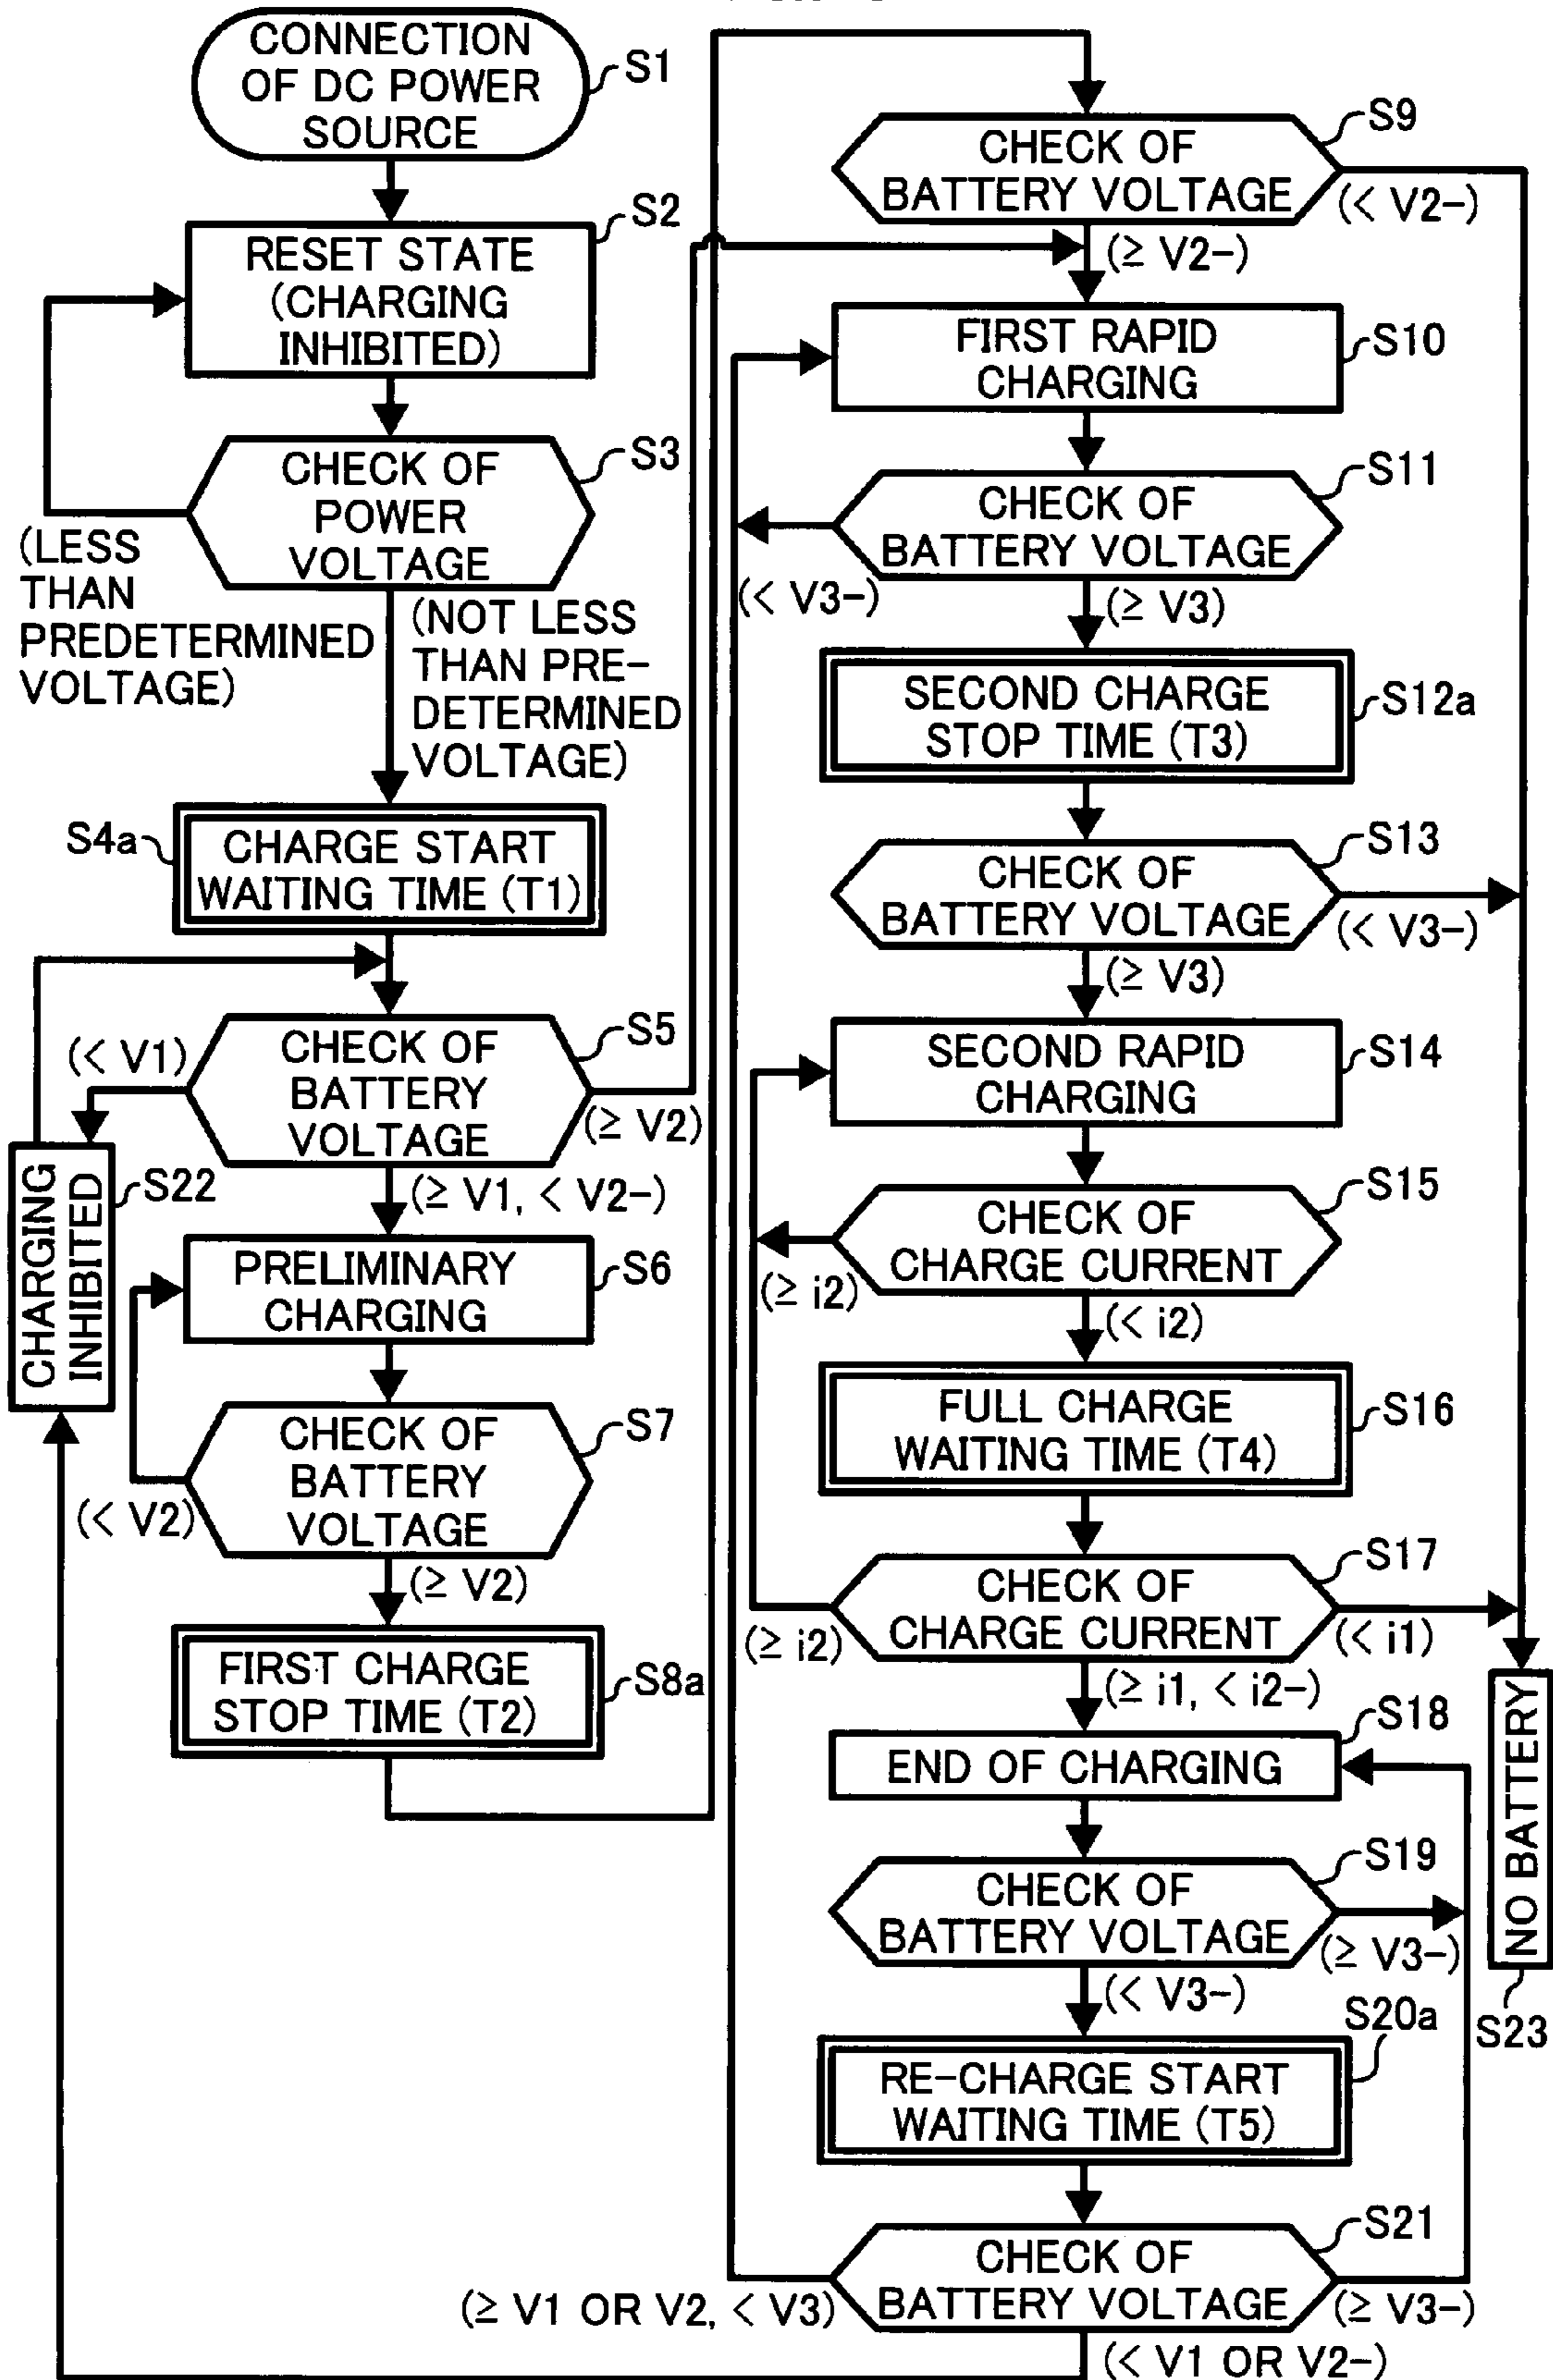 CONNECTION
OF DC POWER
SOURCE
S1
RESET STATE
(CHARGING
INHIBITED)
S2
CHECK OF
POWER
VOLTAGE
S3
(LESS
THAN
PREDETERMINED
VOLTAGE)
(NOT LESS
THAN PRE-
DETERMINED
VOLTAGE)
S4a
CHARGE START
WAITING TIME (T1)
(< V1)
CHECK OF
BATTERY
VOLTAGE
S5
(≥ V2)
CHARGING
INHIBITED
S22
(≥ V1, < V2-)
PRELIMINARY
CHARGING
S6
CHECK OF
BATTERY
VOLTAGE
S7
(< V2)
(≥ V2)
FIRST CHARGE
STOP TIME (T2)
S8a
CHECK OF
BATTERY VOLTAGE
S9
(< V2-)
(≥ V2-)
FIRST RAPID
CHARGING
S10
CHECK OF
BATTERY VOLTAGE
S11
(< V3-)
(≥ V3)
SECOND CHARGE
STOP TIME (T3)
S12a
CHECK OF
BATTERY VOLTAGE
S13
(< V3-)
(≥ V3)
SECOND RAPID
CHARGING
S14
CHECK OF
CHARGE CURRENT
S15
(≥ i2)
(< i2)
FULL CHARGE
WAITING TIME (T4)
S16
CHECK OF
CHARGE CURRENT
S17
(≥ i2)
(< i1)
(≥ i1, < i2-)
END OF CHARGING
S18
NO BATTERY
S23
CHECK OF
BATTERY VOLTAGE
S19
(≥ V3-)
(< V3-)
RE-CHARGE START
WAITING TIME (T5)
S20a
CHECK OF
BATTERY VOLTAGE
S21
(≥ V1 OR V2, < V3)
(≥ V3-)
(< V1 OR V2-)